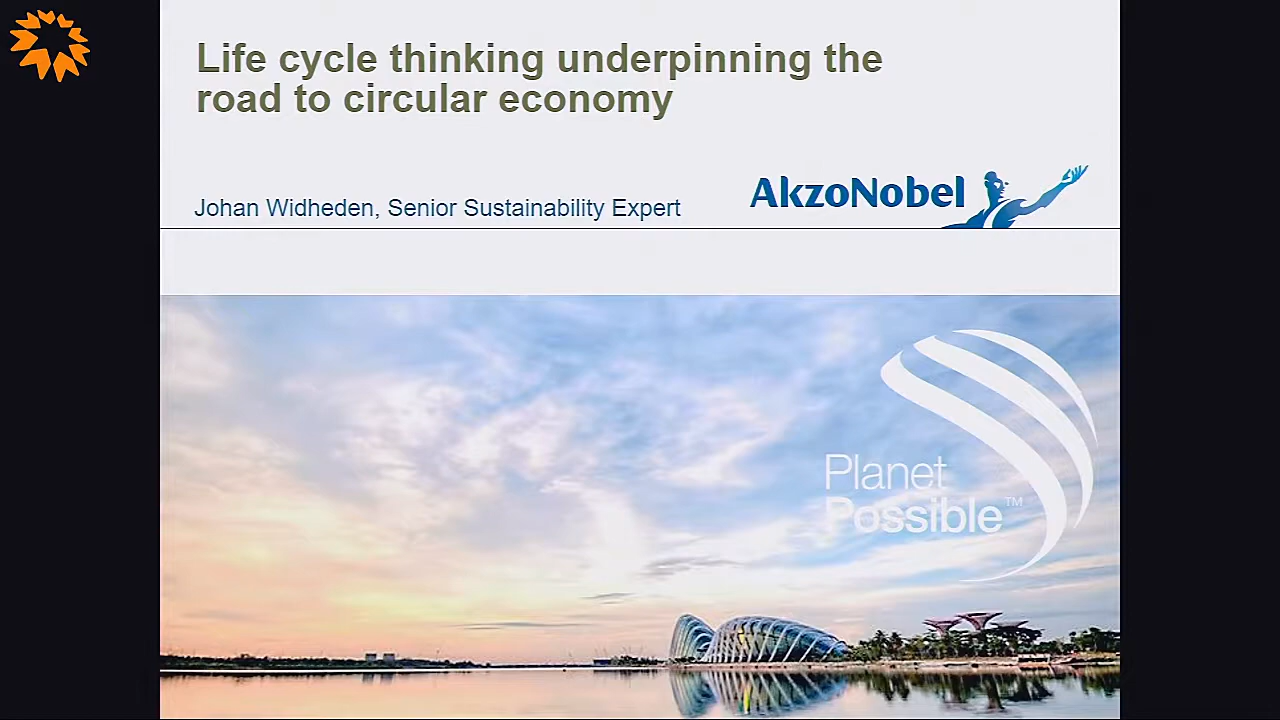 Life cycle thinking underpinning the
road to circular economy
Johan Widheden, Senior Sustainability Expert
AkzoNobel
Planet
Possible™